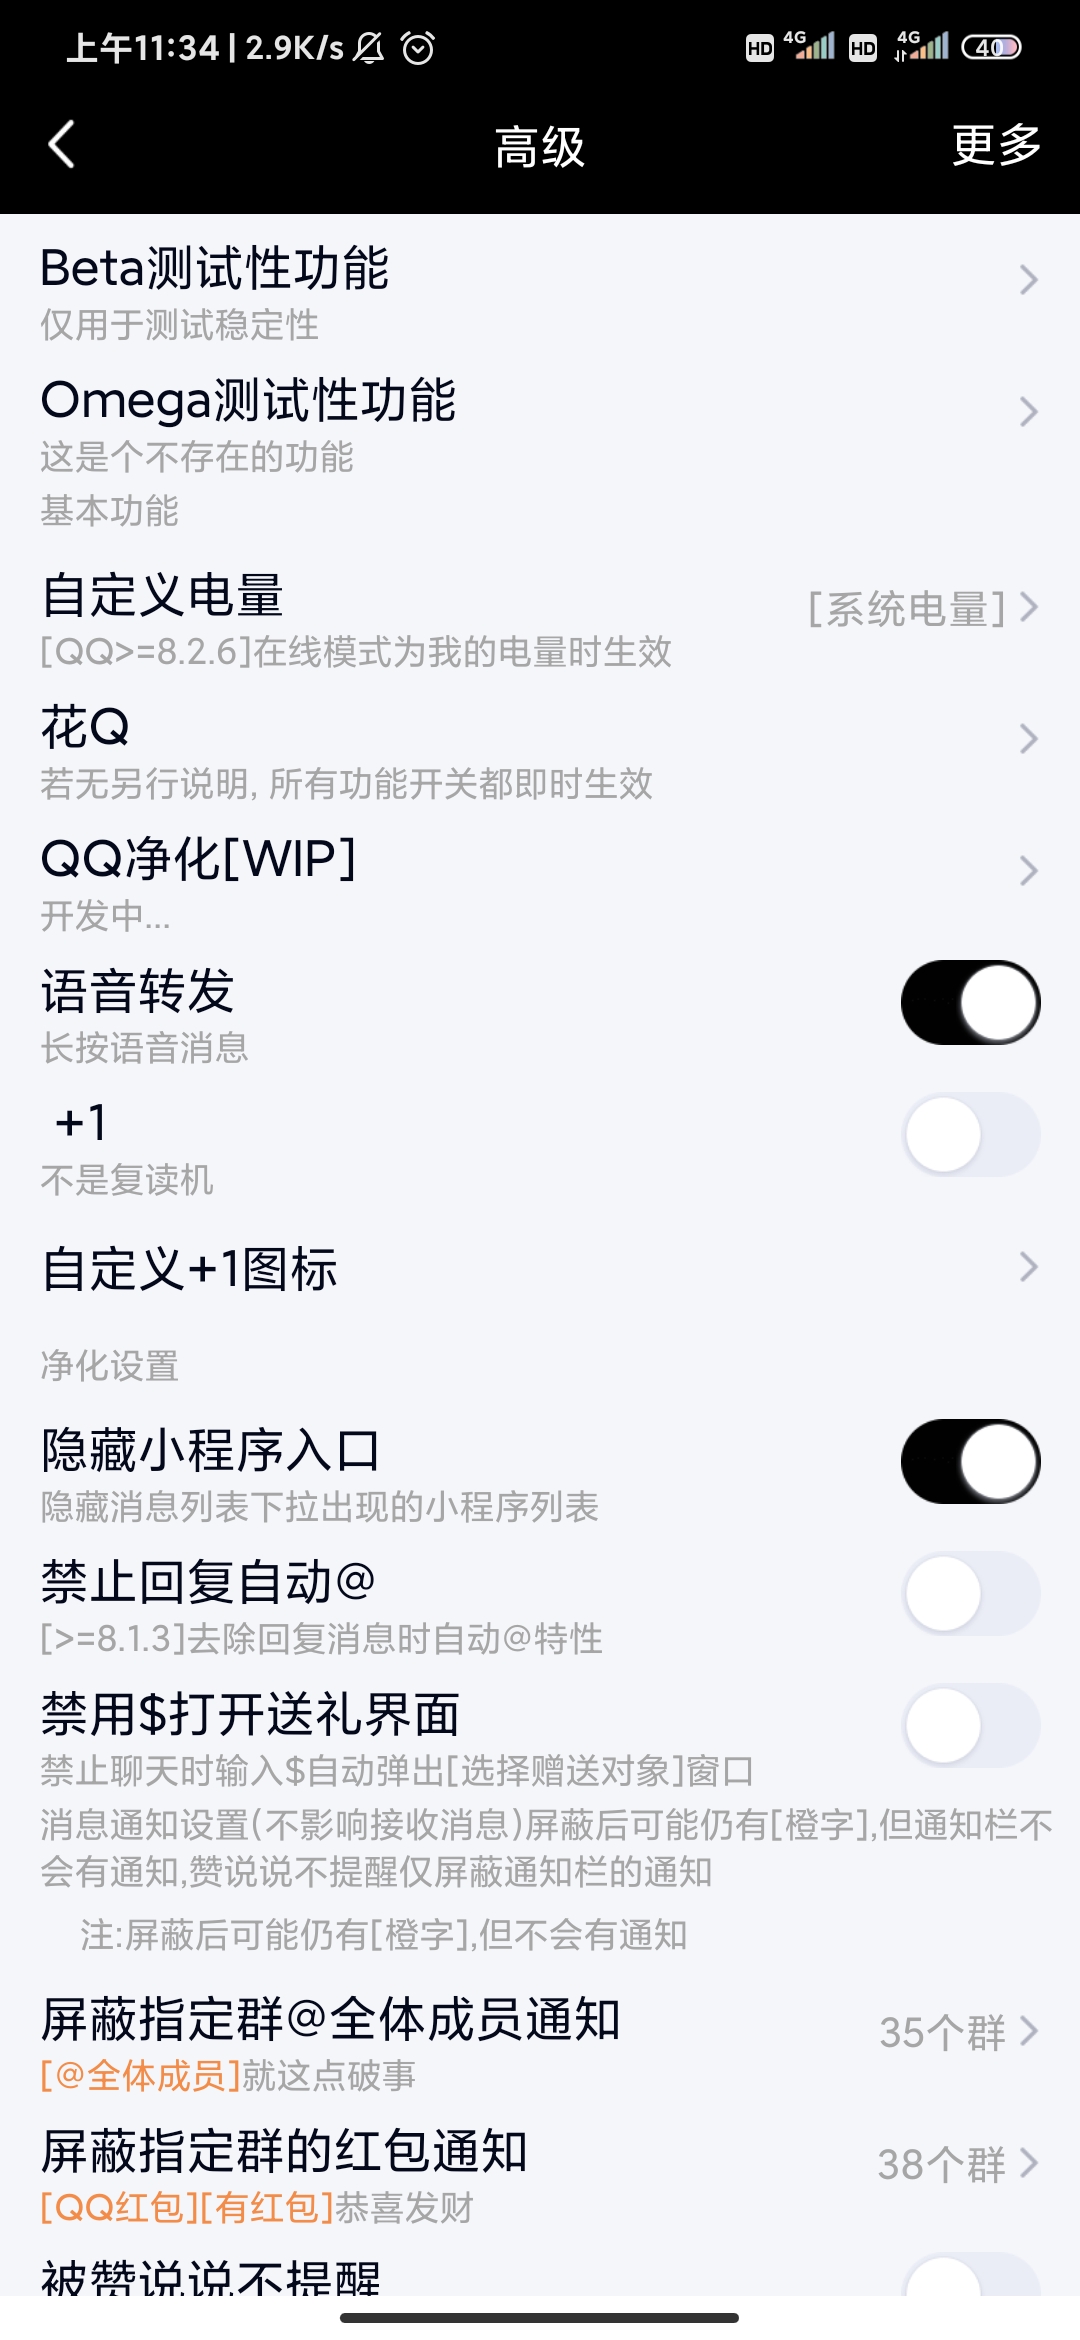 上午11:34 | 2.9K/s
HD 4G HD 4G 40
高级
更多
Beta测试性功能
仅用于测试稳定性
Omega测试性功能
这是个不存在的功能
基本功能
自定义电量
[系统电量]
[QQ>=8.2.6]在线模式为我的电量时生效
花Q
若无另行说明, 所有功能开关都即时生效
QQ净化[WIP]
开发中...
语音转发
长按语音消息
+1
不是复读机
自定义+1图标
净化设置
隐藏小程序入口
隐藏消息列表下拉出现的小程序列表
禁止回复自动@
[>=8.1.3]去除回复消息时自动@特性
禁用$打开送礼界面
禁止聊天时输入$自动弹出[选择赠送对象]窗口
消息通知设置(不影响接收消息)屏蔽后可能仍有[橙字],但通知栏不
会有通知,赞说说不提醒仅屏蔽通知栏的通知
注:屏蔽后可能仍有[橙字],但不会有通知
屏蔽指定群@全体成员通知
35个群
[@全体成员]就这点破事
屏蔽指定群的红包通知
38个群
[QQ红包][有红包]恭喜发财
被赞说说不提醒